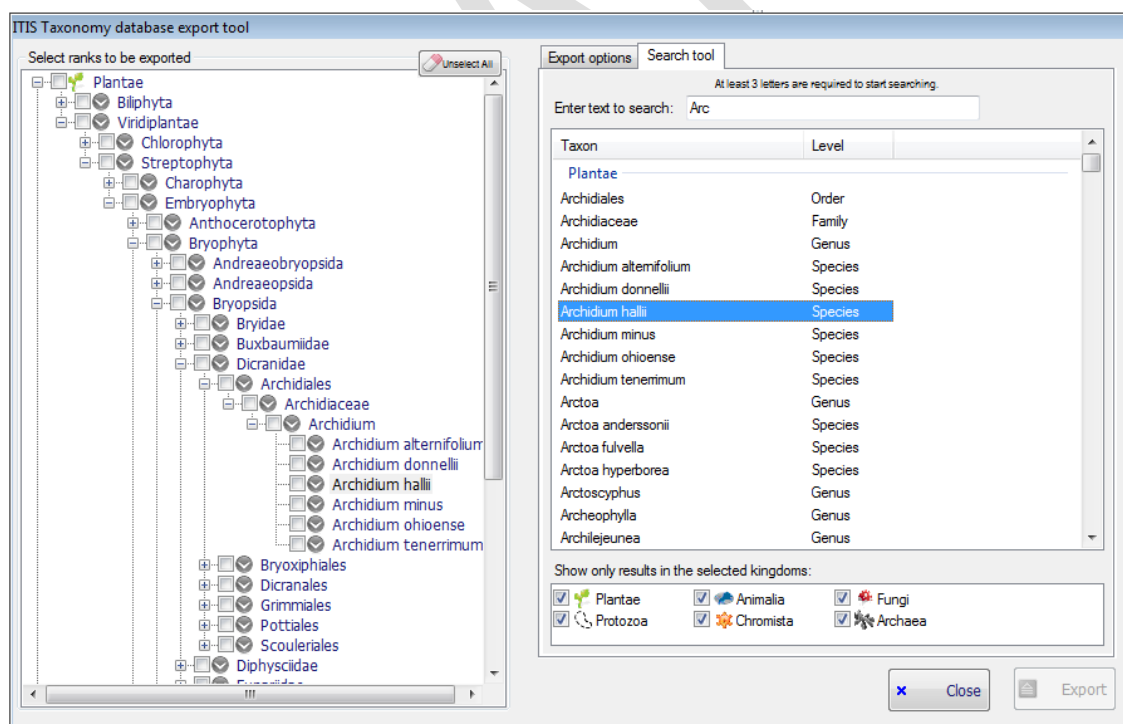 ITIS Taxonomy database export tool
Select ranks to be exported
Unselect All
Plantae
Biliphyta
Viridiplantae
Chlorophyta
Streptophyta
Charophyta
Embryophyta
Anthocerotophyta
Bryophyta
Andreaeobryopsida
Andreaeopsida
Bryopsida
Bryidae
Buxbaumiidae
Dicranidae
Archidiales
Archidiaceae
Archidium
Archidium alternifolium
Archidium donnellii
Archidium hallii
Archidium minus
Archidium ohioense
Archidium tenerrimum
Bryoxiphiales
Dicranales
Grimmiales
Pottiales
Scouleriales
Diphysciidae
Export options Search tool
At least 3 letters are required to start searching.
Enter text to search: Arc
Taxon Level
Plantae
Archidiales Order
Archidiaceae Family
Archidium Genus
Archidium alternifolium Species
Archidium donnellii Species
Archidium hallii Species
Archidium minus Species
Archidium ohioense Species
Archidium tenerrimum Species
Arctoa Genus
Arctoa anderssonii Species
Arctoa fulvella Species
Arctoa hyperborea Species
Arctoscyphus Genus
Archeophylla Genus
Archilejeunea Genus
Show only results in the selected kingdoms:
Plantae Animalia Fungi
Protozoa Chromista Archaea
Close Export